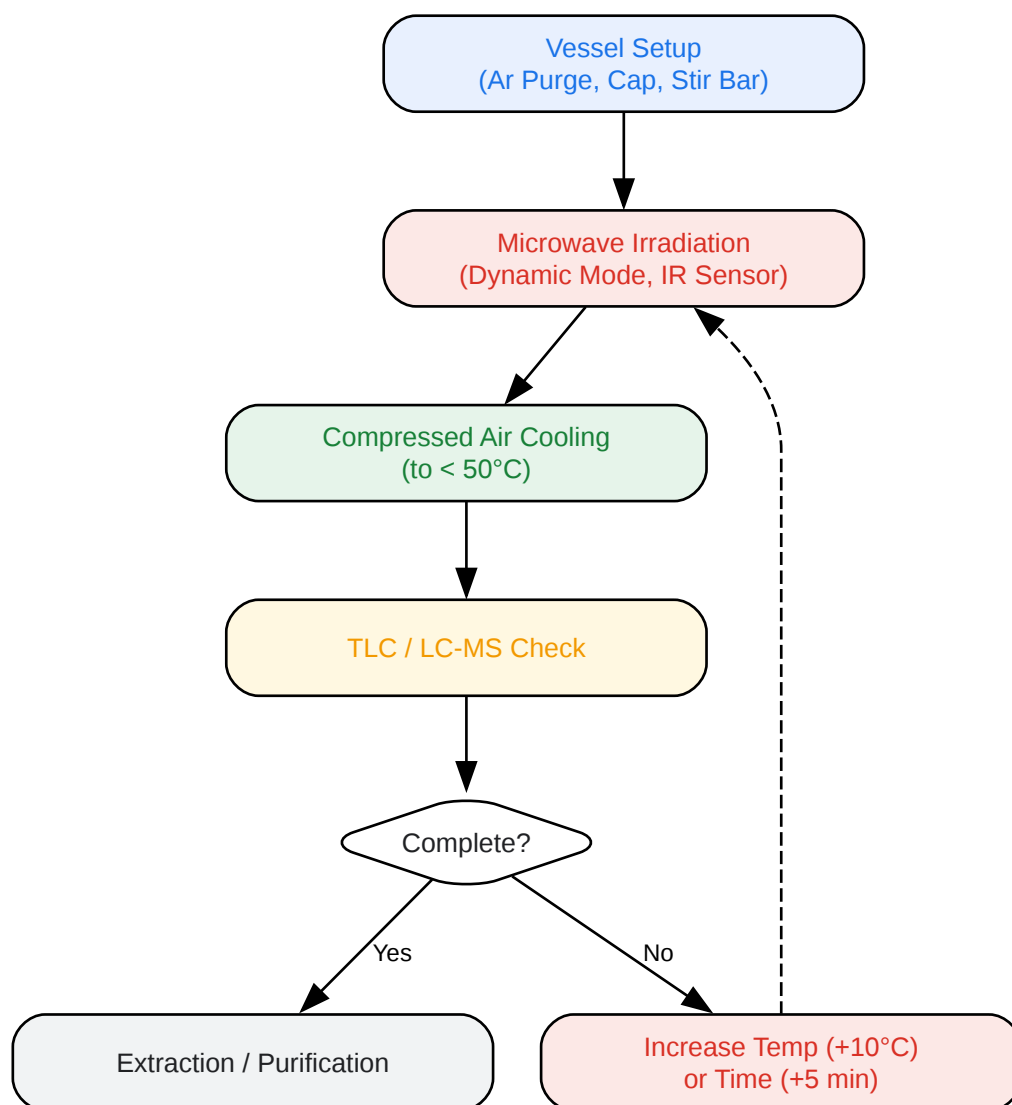 Vessel Setup
(Ar Purge, Cap, Stir Bar)
Microwave Irradiation
(Dynamic Mode, IR Sensor)
Compressed Air Cooling
(to < 50°C)
TLC / LC-MS Check
Complete?
Yes
No
Extraction / Purification
Increase Temp (+10°C)
or Time (+5 min)